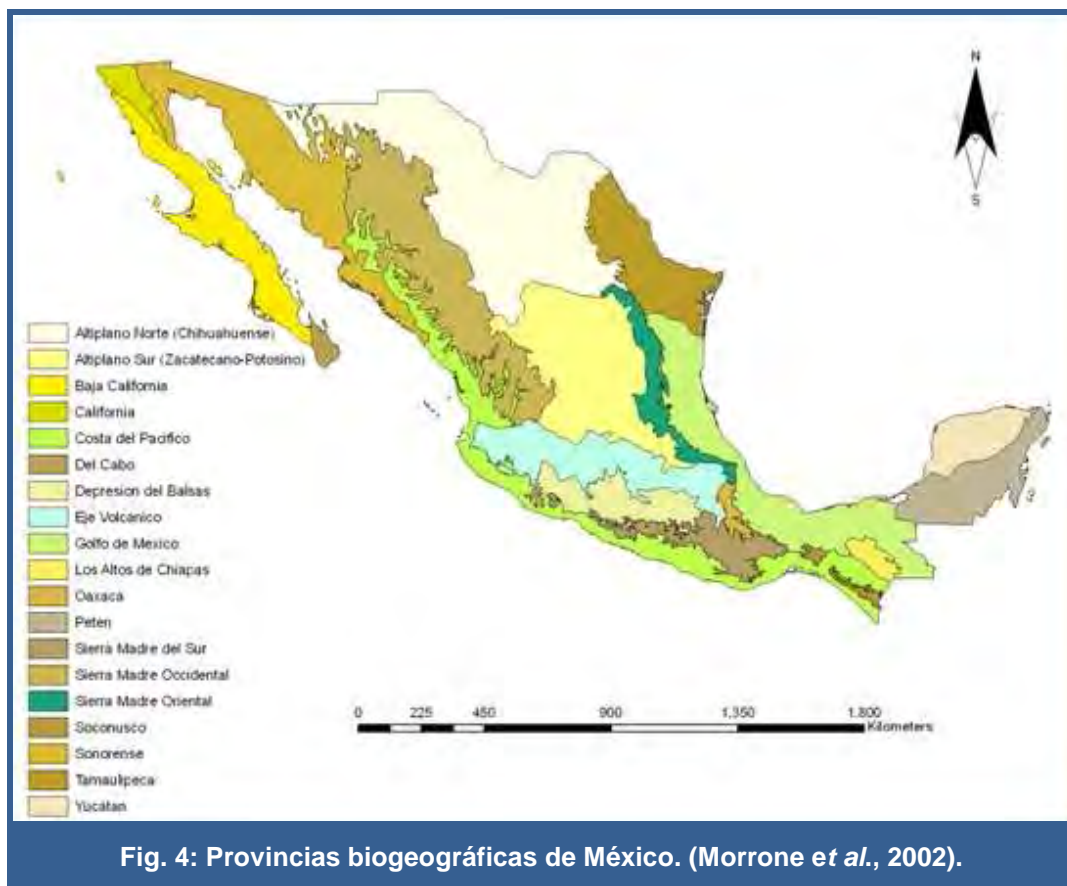 N
S
Altiplano Norte (Chihuahuense)
Altiplano Sur (Zacatecano-Potosino)
Baja California
California
Costa del Pacifico
Del Cabo
Depresion del Balsas
Eje Volcanico
Golfo de Mexico
Los Altos de Chiapas
Oaxaca
Peten
Sierra Madre del Sur
Sierra Madre Occidental
Sierra Madre Oriental
Soconusco
Sonorense
Tamaulipeca
Yucatan
0 225 450 900 1,350 1,800
Kilometers
Fig. 4: Provincias biogeográficas de México. (Morrone et al., 2002).